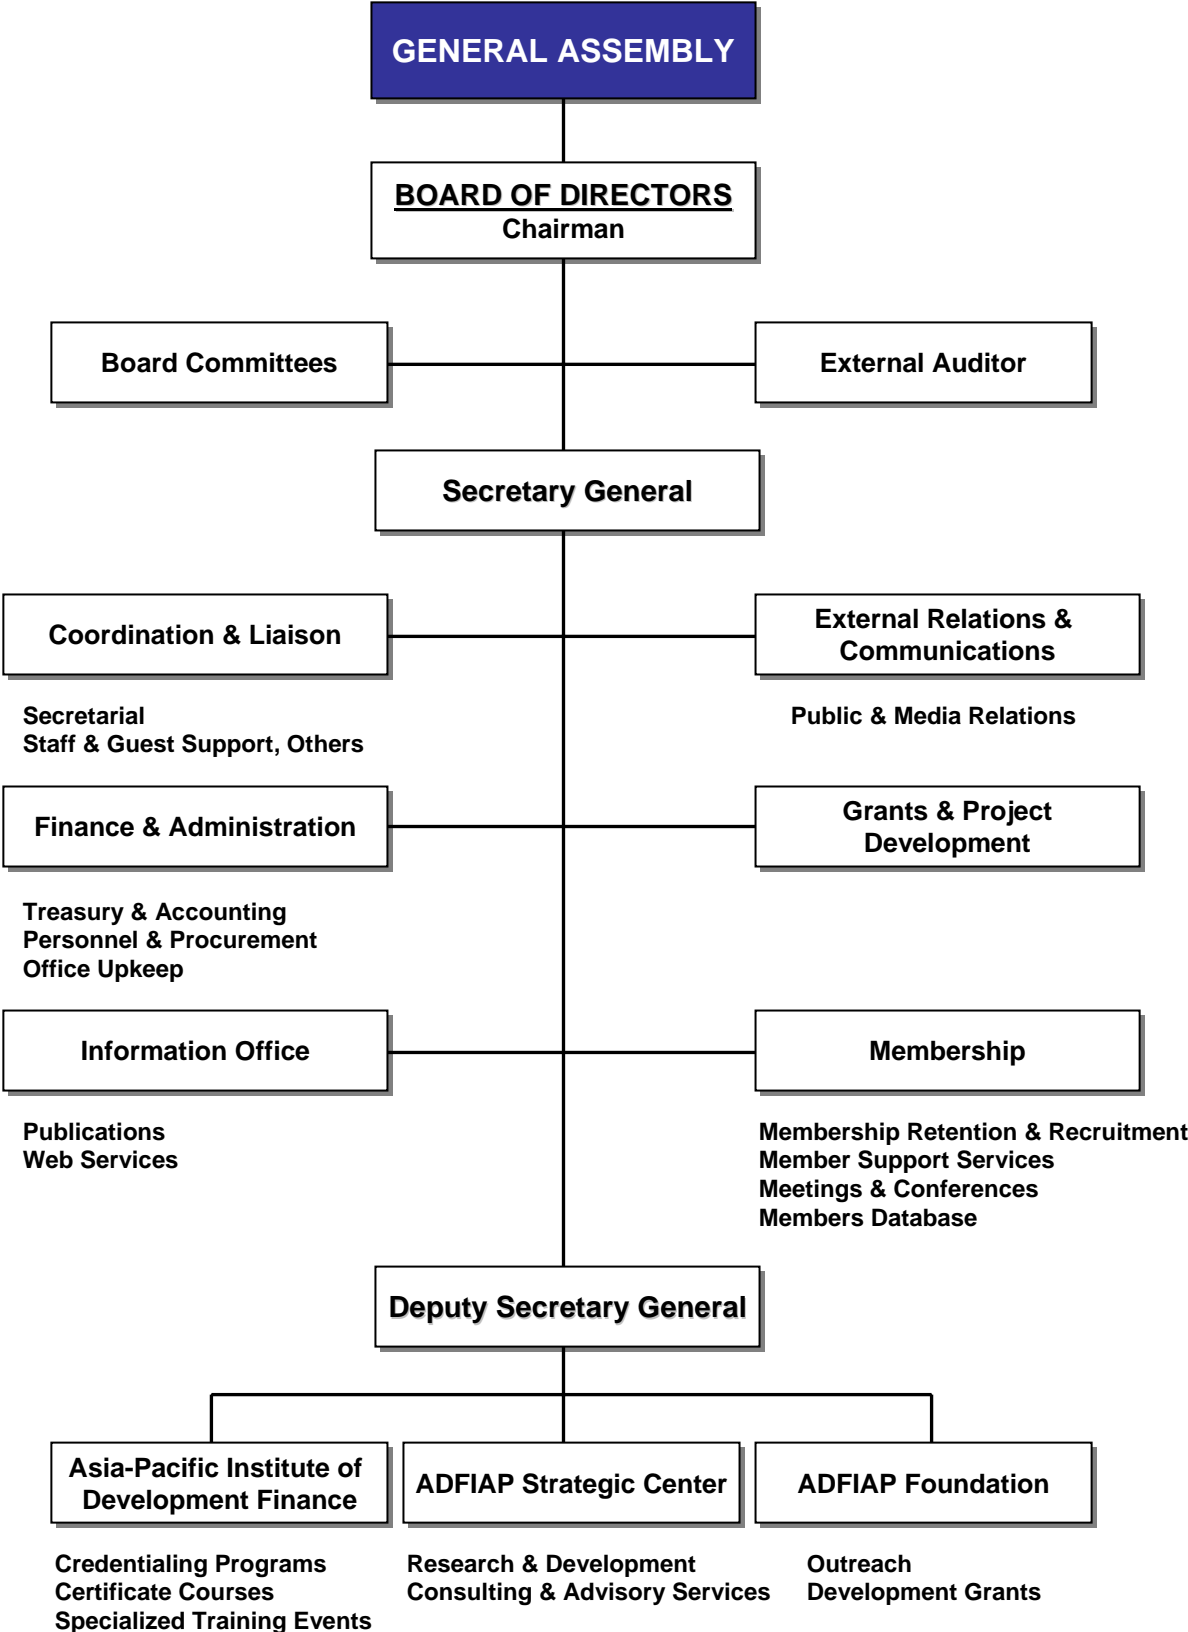 GENERAL ASSEMBLY
BOARD OF DIRECTORS
Chairman
Board Committees
External Auditor
Secretary General
Coordination & Liaison
External Relations &
Communications
Secretarial
Staff & Guest Support, Others
Public & Media Relations
Finance & Administration
Grants & Project
Development
Treasury & Accounting
Personnel & Procurement
Office Upkeep
Information Office
Membership
Publications
Web Services
Membership Retention & Recruitment
Member Support Services
Meetings & Conferences
Members Database
Deputy Secretary General
Asia-Pacific Institute of
Development Finance
ADFIAP Strategic Center
ADFIAP Foundation
Credentialing Programs
Certificate Courses
Specialized Training Events
Research & Development
Consulting & Advisory Services
Outreach
Development Grants